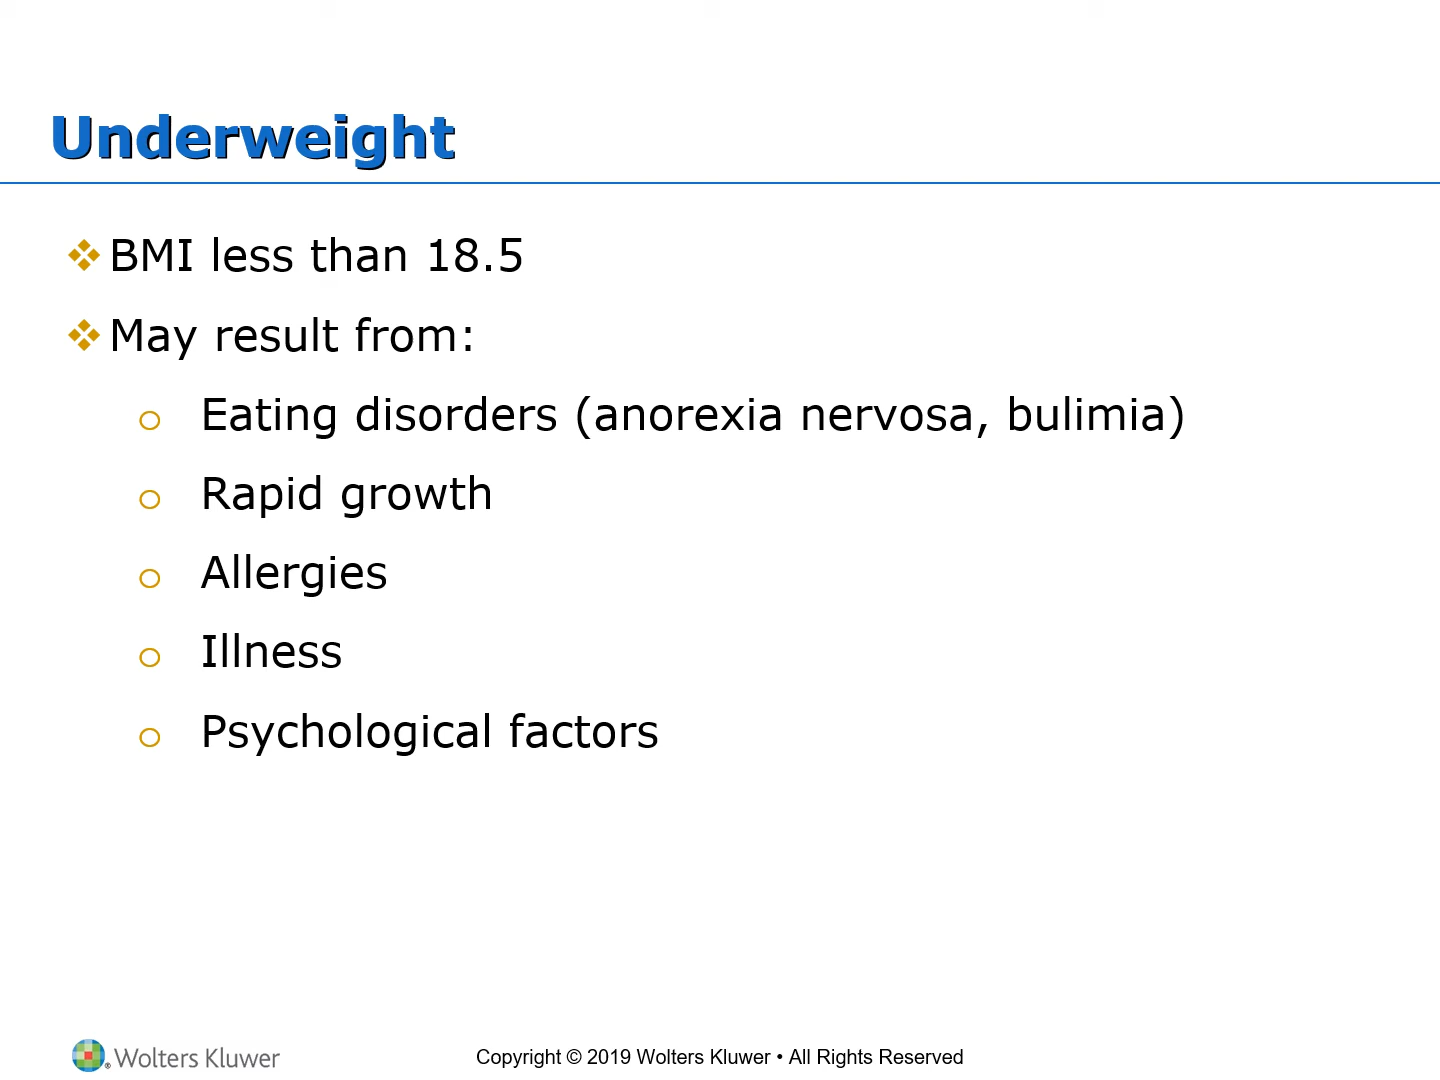 Underweight
❖BMI less than 18.5
❖May result from:
o Eating disorders (anorexia nervosa, bulimia)
o Rapid growth
o Allergies
o Illness
o Psychological factors
® Wolters Kluwer
Copyright © 2019 Wolters Kluwer • All Rights Reserved